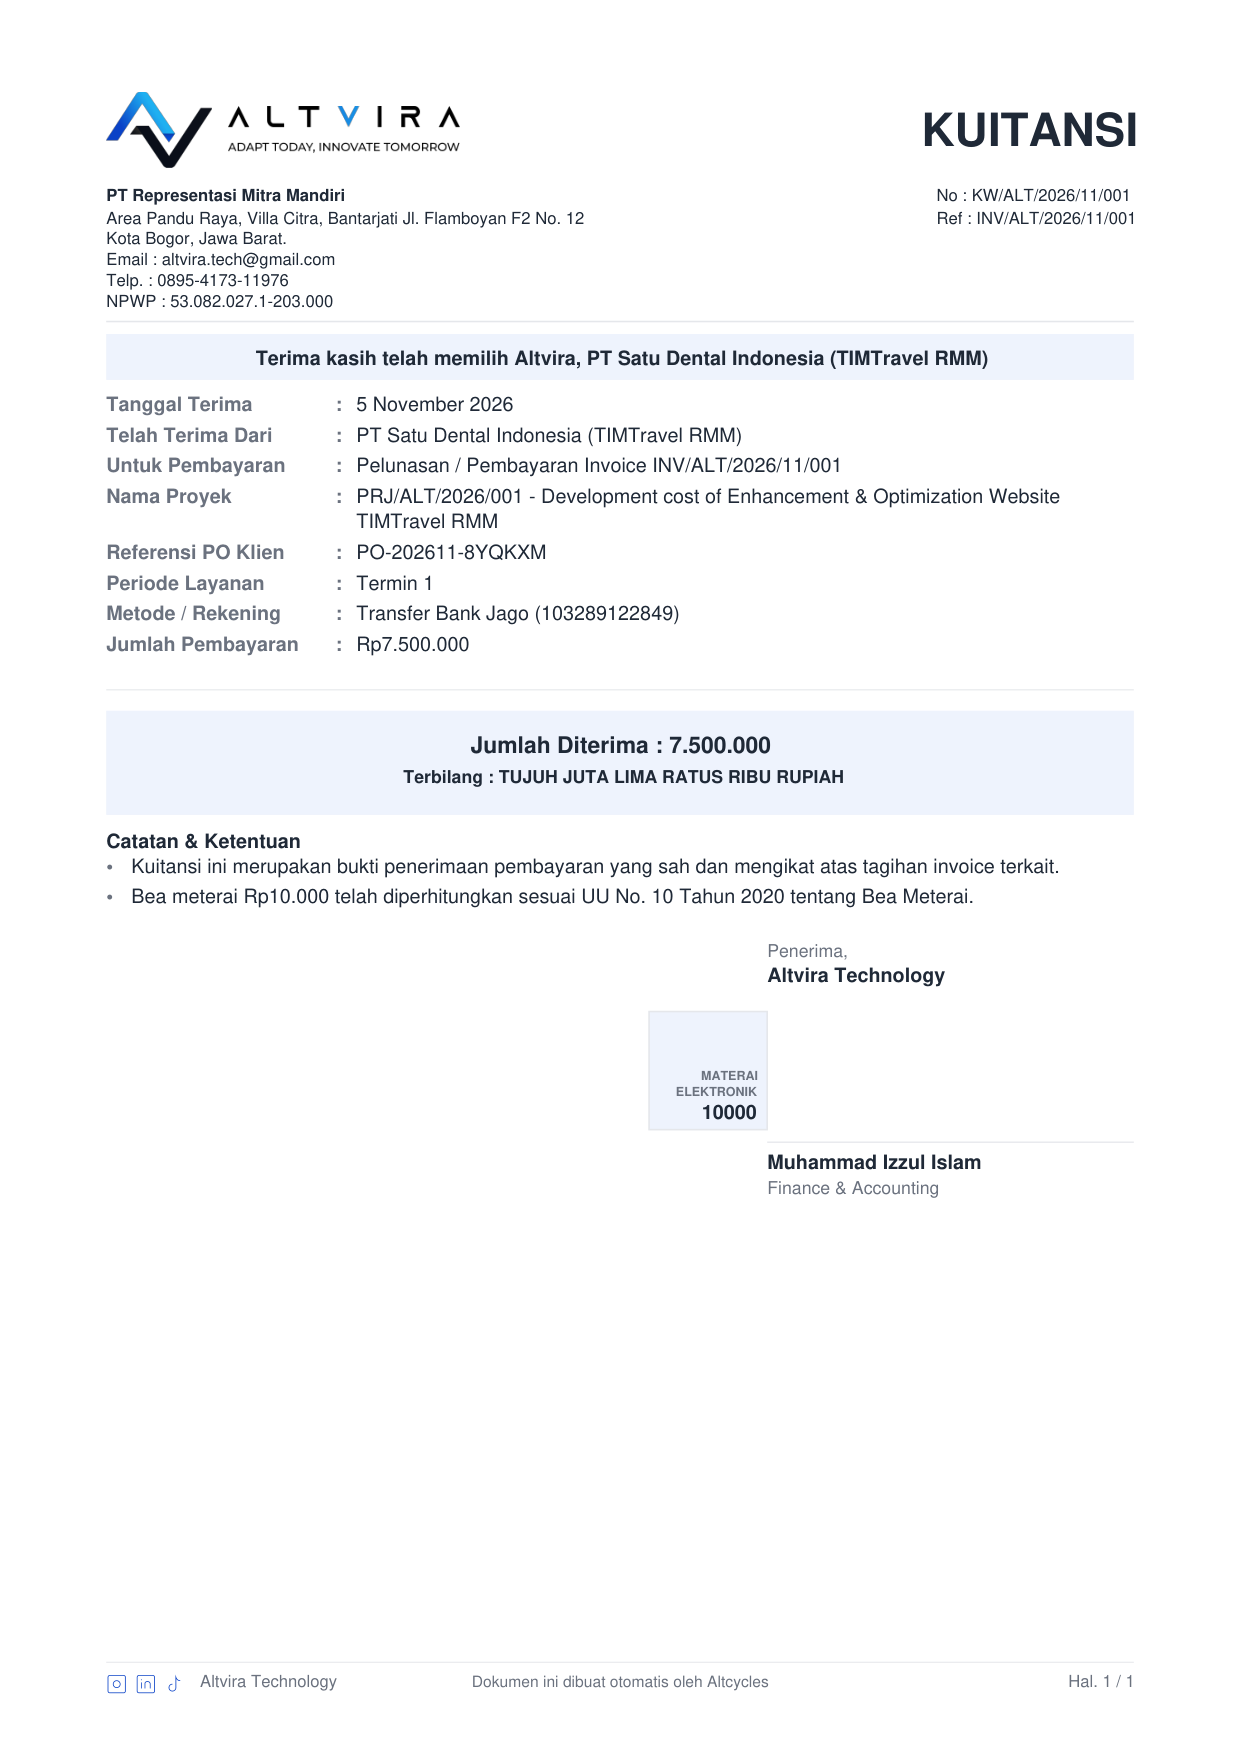 ALTVIRA
ADAPT TODAY, INNOVATE TOMORROW
KUITANSI
PT Representasi Mitra Mandiri
Area Pandu Raya, Villa Citra, Bantarjati Jl. Flamboyan F2 No. 12
Kota Bogor, Jawa Barat.
Email : altvira.tech@gmail.com
Telp. : 0895-4173-11976
NPWP : 53.082.027.1-203.000
No : KW/ALT/2026/11/001
Ref : INV/ALT/2026/11/001
Terima kasih telah memilih Altvira, PT Satu Dental Indonesia (TIMTravel RMM)
Tanggal Terima : 5 November 2026
Telah Terima Dari : PT Satu Dental Indonesia (TIMTravel RMM)
Untuk Pembayaran : Pelunasan / Pembayaran Invoice INV/ALT/2026/11/001
Nama Proyek : PRJ/ALT/2026/001 - Development cost of Enhancement & Optimization Website
TIMTravel RMM
Referensi PO Klien : PO-202611-8YQKXM
Periode Layanan : Termin 1
Metode / Rekening : Transfer Bank Jago (103289122849)
Jumlah Pembayaran : Rp7.500.000
Jumlah Diterima : 7.500.000
Terbilang : TUJUH JUTA LIMA RATUS RIBU RUPIAH
Catatan & Ketentuan
• Kuitansi ini merupakan bukti penerimaan pembayaran yang sah dan mengikat atas tagihan invoice terkait.
• Bea meterai Rp10.000 telah diperhitungkan sesuai UU No. 10 Tahun 2020 tentang Bea Meterai.
Penerima,
Altvira Technology
MATERAI
ELEKTRONIK
10000
Muhammad Izzul Islam
Finance & Accounting
Altvira Technology
Dokumen ini dibuat otomatis oleh Altcycles
Hal. 1 / 1